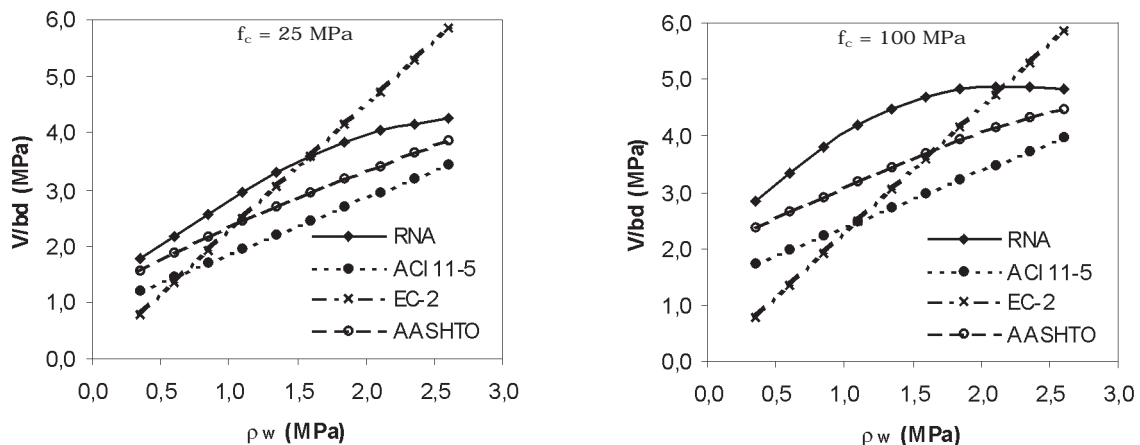 f_c = 25 MPa
V/bd (MPa)
6,0
5,0
4,0
3,0
2,0
1,0
0,0
RNA
ACI 11-5
EC-2
AASHTO
0,0 0,5 1,0 1,5 2,0 2,5 3,0
ρ w (MPa)
f_c = 100 MPa
V/bd (MPa)
6,0
5,0
4,0
3,0
2,0
1,0
0,0
RNA
ACI 11-5
EC-2
AASHTO
0,0 0,5 1,0 1,5 2,0 2,5 3,0
ρ w (MPa)